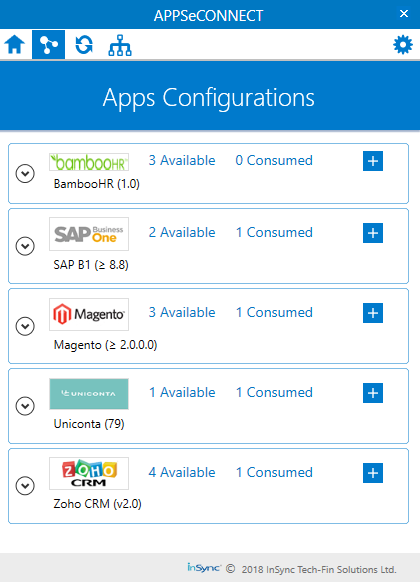 APPSeCONNECT
Apps Configurations
bambooHR 3 Available 0 Consumed
BambooHR (1.0)
SAP Business One 2 Available 1 Consumed
SAP B1 (≥ 8.8)
Magento 3 Available 1 Consumed
Magento (≥ 2.0.0.0)
UNICONTA 1 Available 1 Consumed
Uniconta (79)
ZOHO CRM 4 Available 1 Consumed
Zoho CRM (v2.0)
inSync © 2018 InSync Tech-Fin Solutions Ltd.